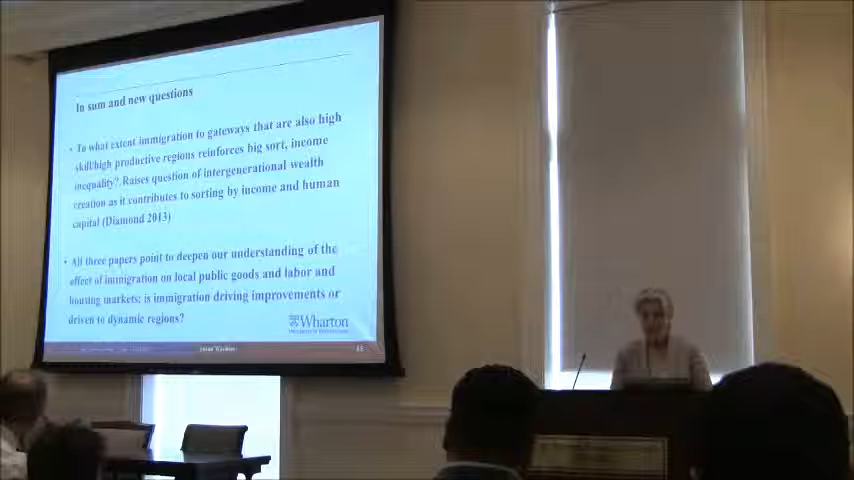 In sum and new questions
• To what extent immigration to gateways that are also high
skill/high productive regions reinforces big sort, income
inequality?. Raises question of intergenerational wealth
creation as it contributes to sorting by income and human
capital (Diamond 2013)
• All three papers point to deepen our understanding of the
effect of immigration on local public goods and labor and
housing markets: is immigration driving improvements or
driven to dynamic regions?
Wharton